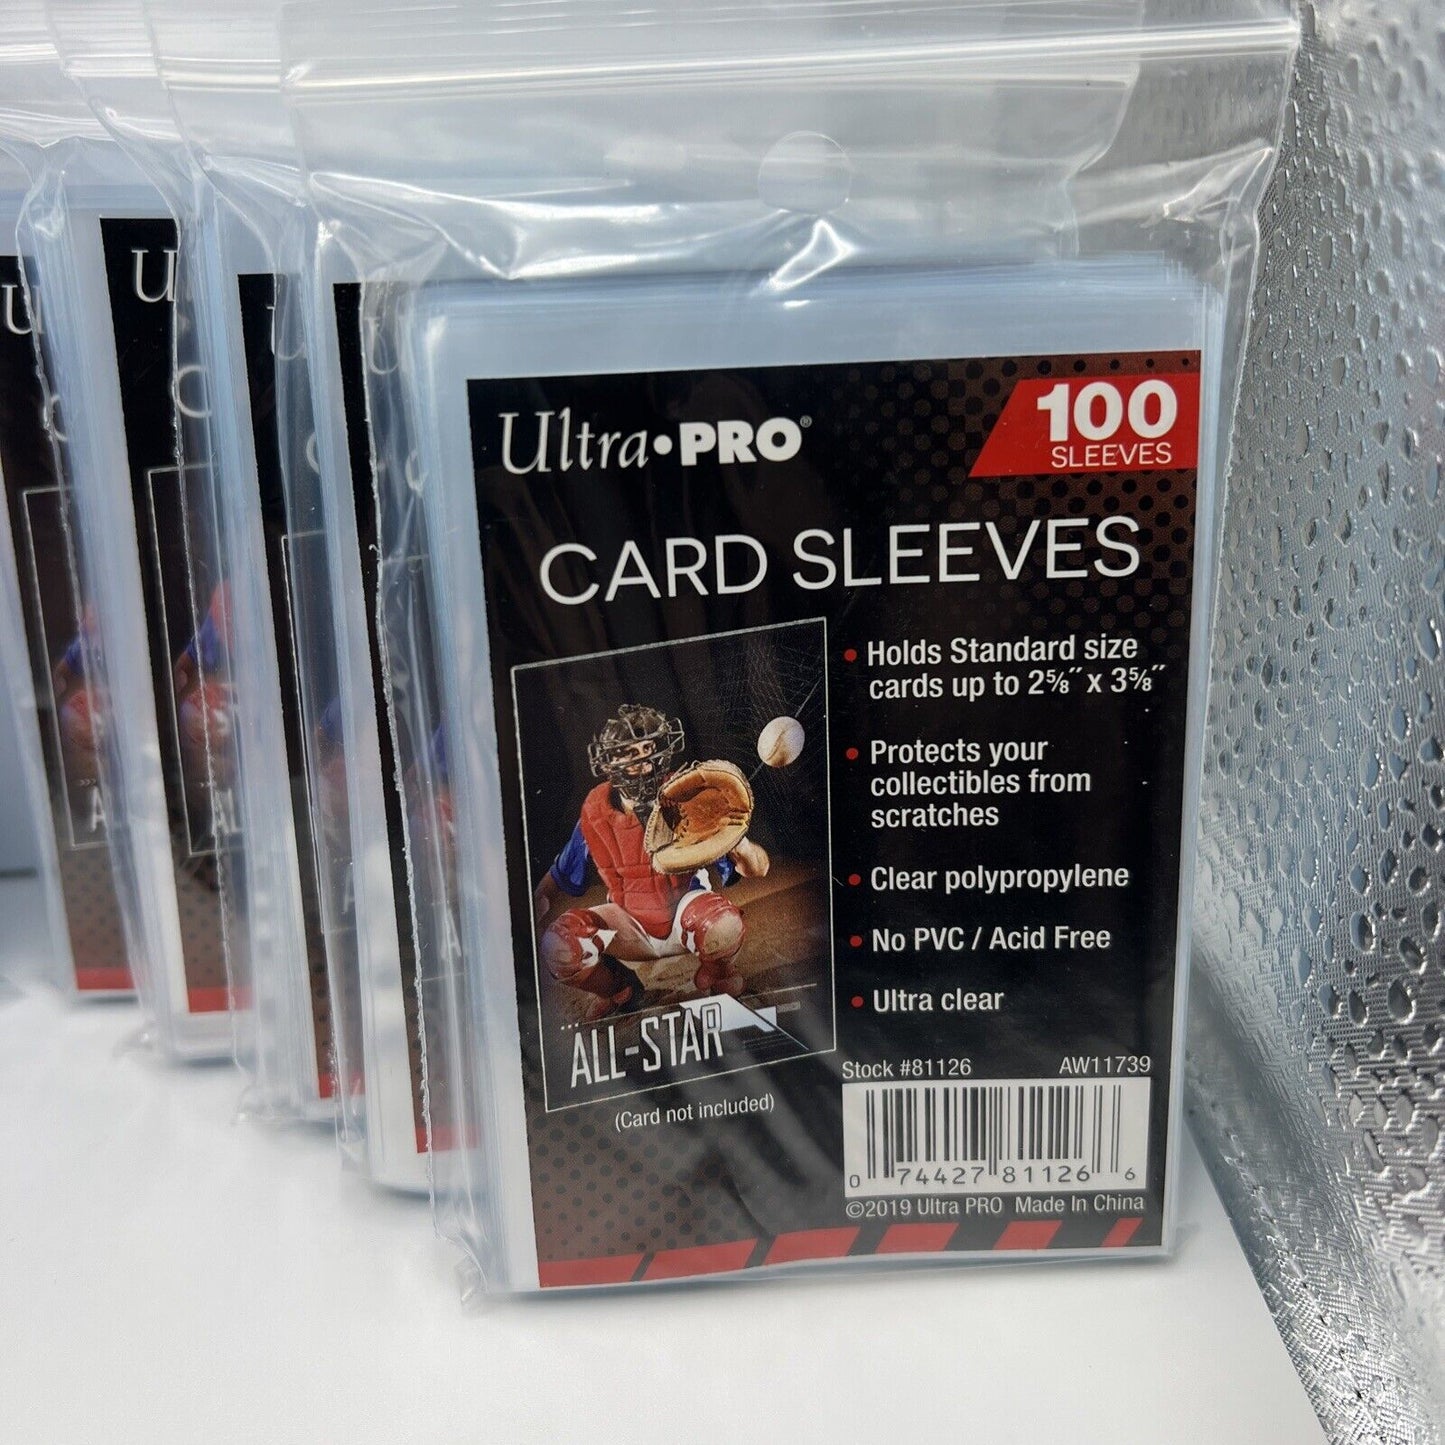 Ultra•PRO®
100
SLEEVES
CARD SLEEVES
• Holds Standard size
cards up to 2⅝″ x 3⅝″
• Protects your
collectibles from
scratches
• Clear polypropylene
• No PVC / Acid Free
• Ultra clear
ALL-STAR
(Card not included)
Stock #81126 AW11739
0 74427 81126 6
©2019 Ultra PRO Made In China